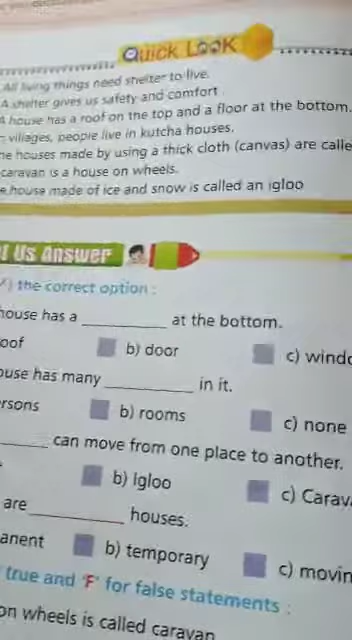 Quick Look
All living things need shelter to live.
A shelter gives us safety and comfort.
A house has a roof on the top and a floor at the bottom.
villages, people live in kutcha houses.
he houses made by using a thick cloth (canvas) are calle
caravan is a house on wheels.
e house made of ice and snow is called an igloo
t Us Answer
✓) the correct option :
house has a ________ at the bottom.
oof b) door c) windo
ouse has many ________ in it.
rsons b) rooms c) none
____ can move from one place to another.
b) Igloo c) Carav
are ________ houses.
anent b) temporary c) movin
true and 'F' for false statements :
on wheels is called caravan